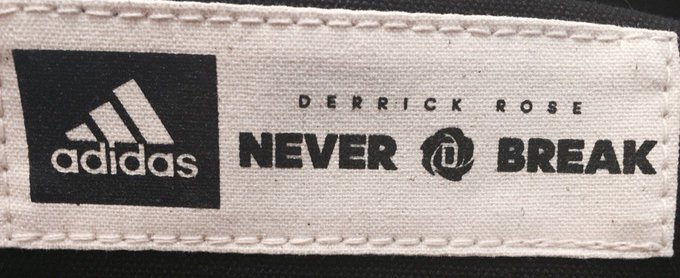 adidas
DERRICK ROSE
NEVER D BREAK